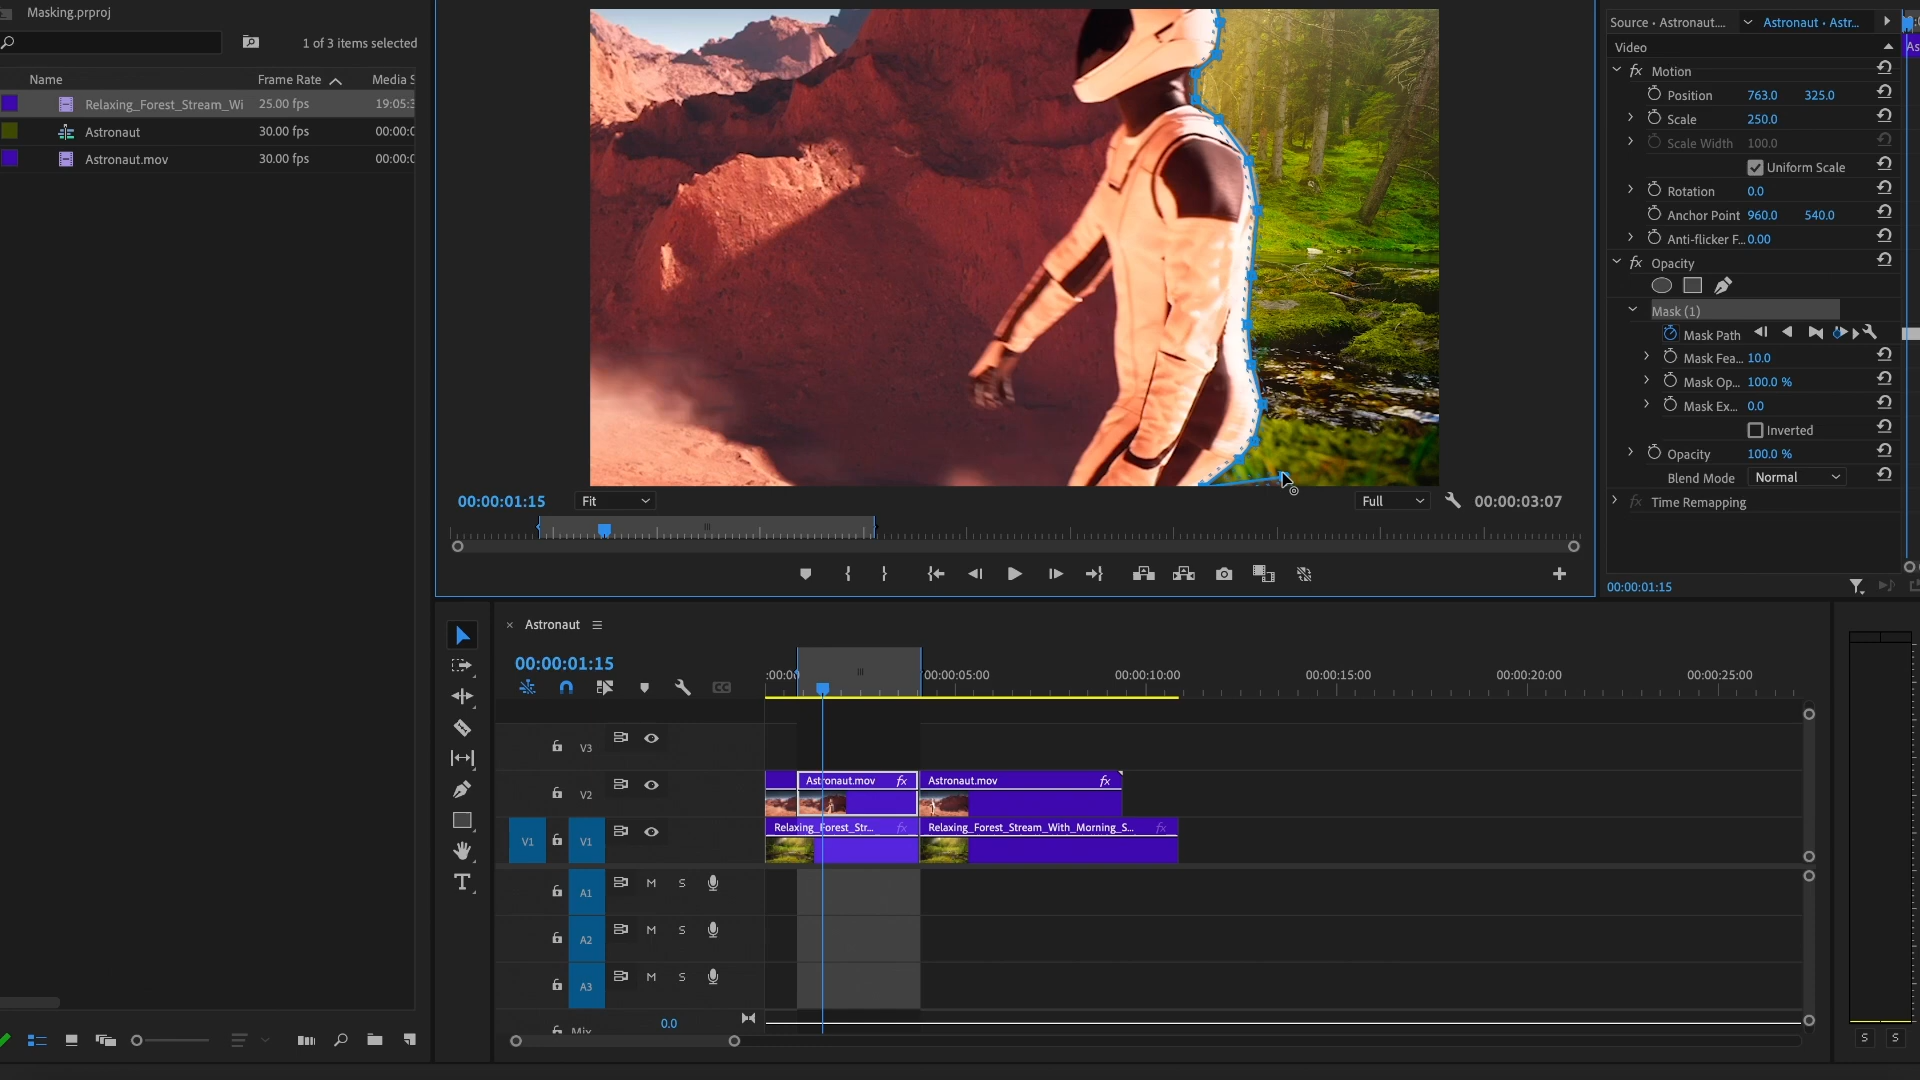 Masking.prproj
1 of 3 items selected
Name Frame Rate Media S
Relaxing_Forest_Stream_Wi 25.00 fps 19:05:3
Astronaut 30.00 fps 00:00:0
Astronaut.mov 30.00 fps 00:00:0
00:00:01:15 Fit Full 00:00:03:07
Source • Astronaut.... Astronaut • Astr...
Video As
fx Motion
Position 763.0 325.0
Scale 250.0
Scale Width 100.0
Uniform Scale
Rotation 0.0
Anchor Point 960.0 540.0
Anti-flicker F... 0.00
fx Opacity
Mask (1)
Mask Path
Mask Fea... 10.0
Mask Op... 100.0 %
Mask Ex... 0.0
Inverted
Opacity 100.0 %
Blend Mode Normal
fx Time Remapping
00:00:01:15
× Astronaut
00:00:01:15
:00:00 00:00:05:00 00:00:10:00 00:00:15:00 00:00:20:00 00:00:25:00
CC
V3
V2 Astronaut.mov fx Astronaut.mov fx
V1 V1 Relaxing_Forest_Str... fx Relaxing_Forest_Stream_With_Morning_S... fx
A1 M S
A2 M S
A3 M S
Mix 0.0
S S